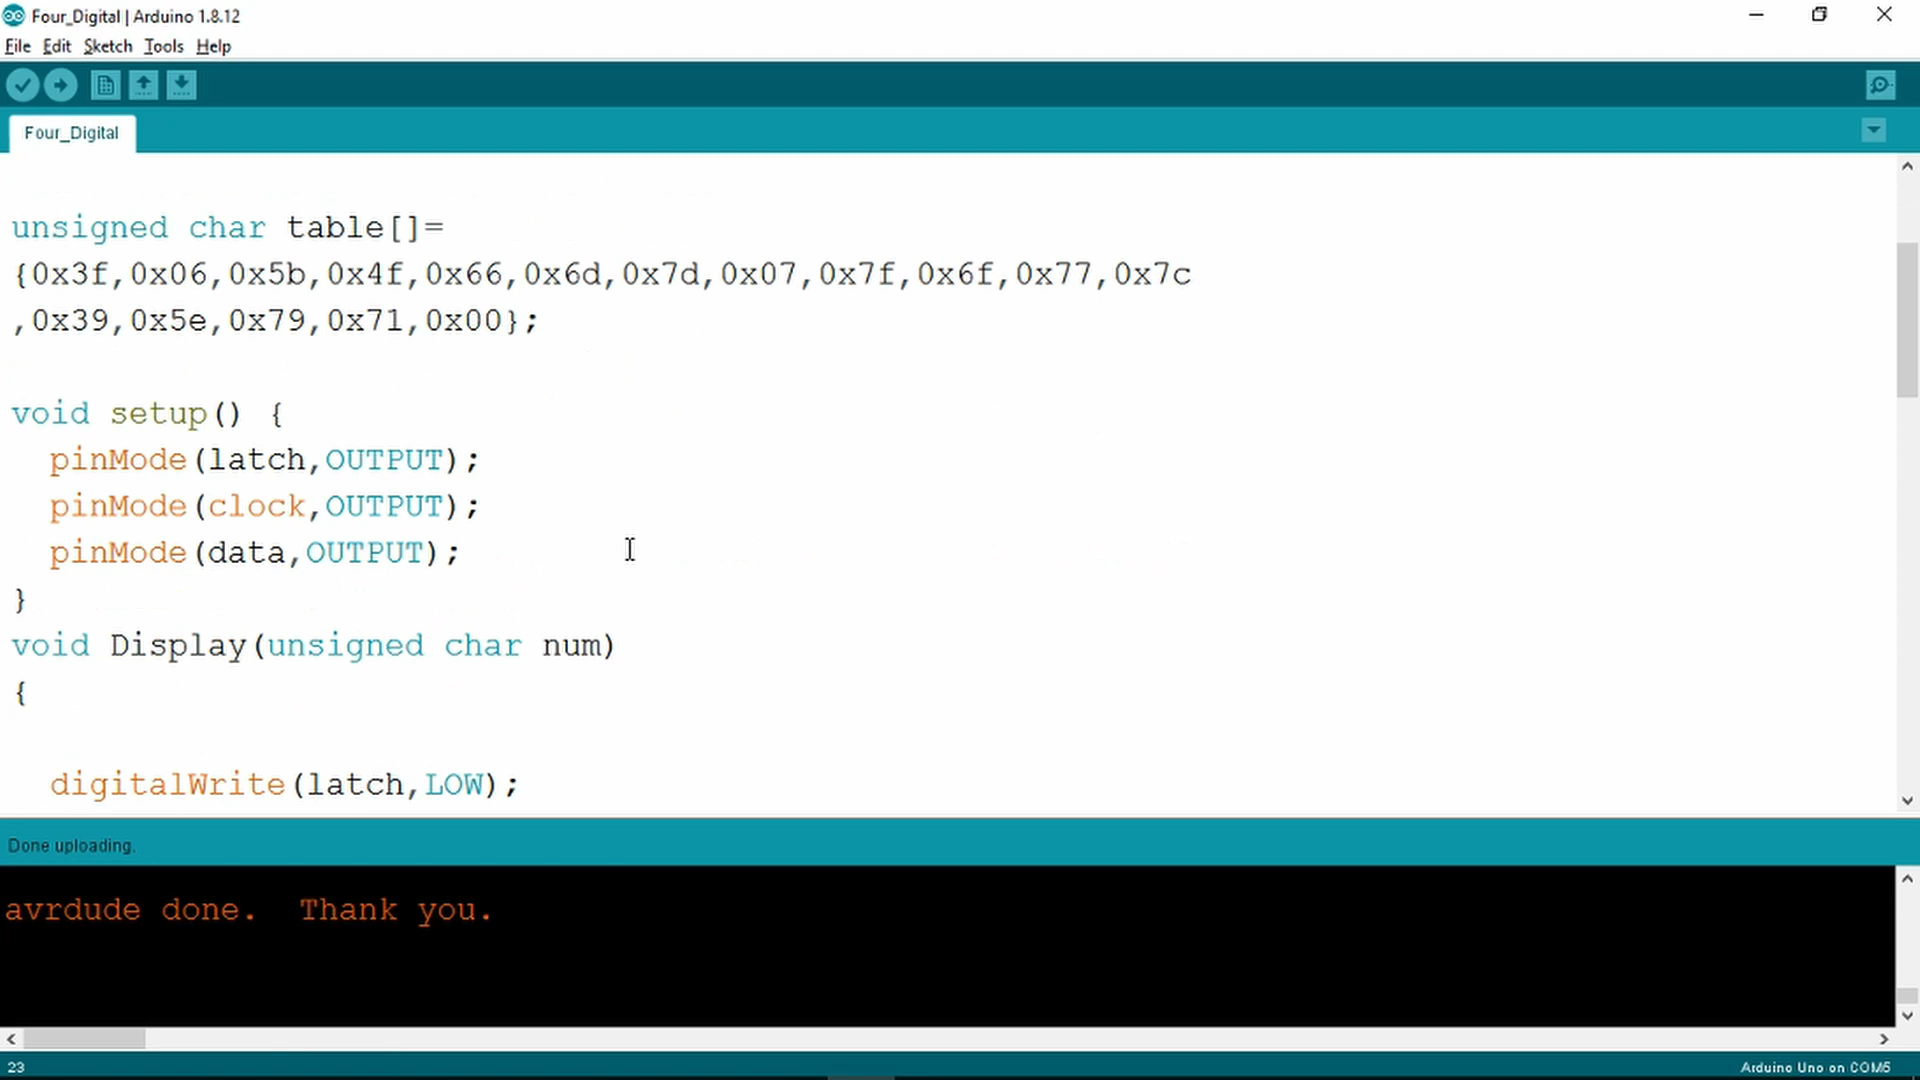 Four_Digital | Arduino 1.8.12
File Edit Sketch Tools Help
Four_Digital
unsigned char table[]=
{0x3f,0x06,0x5b,0x4f,0x66,0x6d,0x7d,0x07,0x7f,0x6f,0x77,0x7c
,0x39,0x5e,0x79,0x71,0x00};
void setup() {
pinMode(latch,OUTPUT);
pinMode(clock,OUTPUT);
pinMode(data,OUTPUT);
}
void Display(unsigned char num)
{
digitalWrite(latch,LOW);
Done uploading.
avrdude done.  Thank you.
23
Arduino Uno on COM5